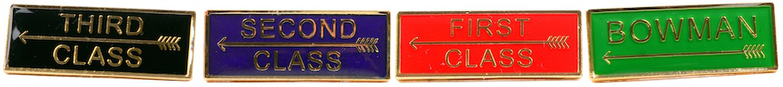 THIRD
CLASS
SECOND
CLASS
FIRST
CLASS
BOWMAN